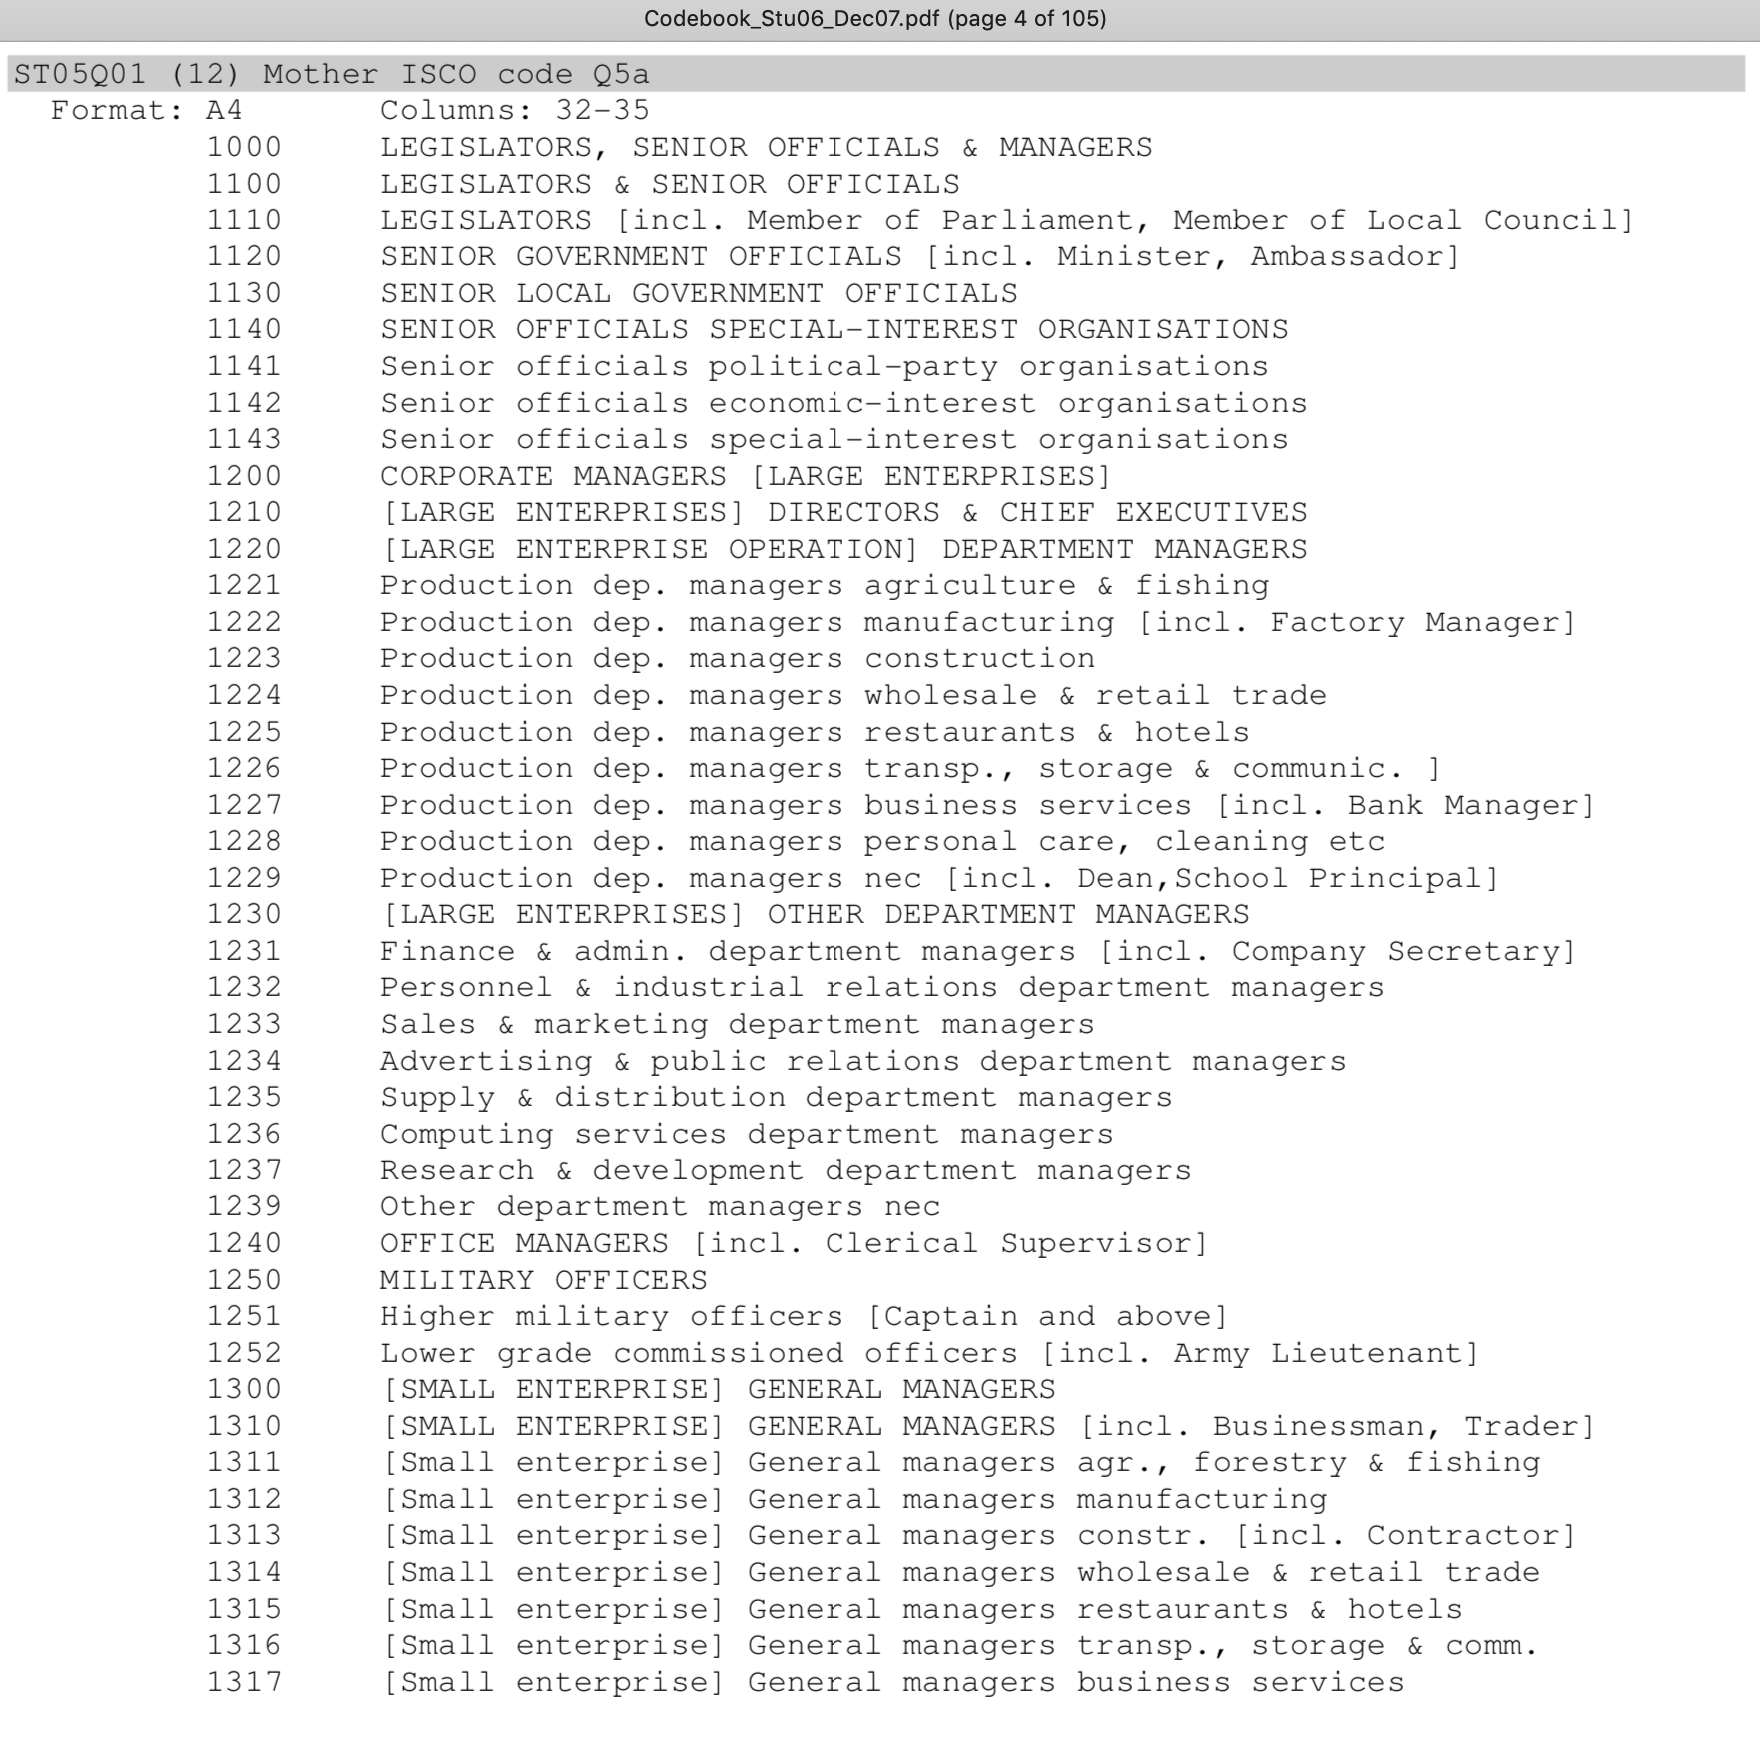 Codebook_Stu06_Dec07.pdf (page 4 of 105)
ST05Q01 (12) Mother ISCO code Q5a
Format: A4 Columns: 32-35
1000 LEGISLATORS, SENIOR OFFICIALS & MANAGERS
1100 LEGISLATORS & SENIOR OFFICIALS
1110 LEGISLATORS [incl. Member of Parliament, Member of Local Council]
1120 SENIOR GOVERNMENT OFFICIALS [incl. Minister, Ambassador]
1130 SENIOR LOCAL GOVERNMENT OFFICIALS
1140 SENIOR OFFICIALS SPECIAL-INTEREST ORGANISATIONS
1141 Senior officials political-party organisations
1142 Senior officials economic-interest organisations
1143 Senior officials special-interest organisations
1200 CORPORATE MANAGERS [LARGE ENTERPRISES]
1210 [LARGE ENTERPRISES] DIRECTORS & CHIEF EXECUTIVES
1220 [LARGE ENTERPRISE OPERATION] DEPARTMENT MANAGERS
1221 Production dep. managers agriculture & fishing
1222 Production dep. managers manufacturing [incl. Factory Manager]
1223 Production dep. managers construction
1224 Production dep. managers wholesale & retail trade
1225 Production dep. managers restaurants & hotels
1226 Production dep. managers transp., storage & communic. ]
1227 Production dep. managers business services [incl. Bank Manager]
1228 Production dep. managers personal care, cleaning etc
1229 Production dep. managers nec [incl. Dean,School Principal]
1230 [LARGE ENTERPRISES] OTHER DEPARTMENT MANAGERS
1231 Finance & admin. department managers [incl. Company Secretary]
1232 Personnel & industrial relations department managers
1233 Sales & marketing department managers
1234 Advertising & public relations department managers
1235 Supply & distribution department managers
1236 Computing services department managers
1237 Research & development department managers
1239 Other department managers nec
1240 OFFICE MANAGERS [incl. Clerical Supervisor]
1250 MILITARY OFFICERS
1251 Higher military officers [Captain and above]
1252 Lower grade commissioned officers [incl. Army Lieutenant]
1300 [SMALL ENTERPRISE] GENERAL MANAGERS
1310 [SMALL ENTERPRISE] GENERAL MANAGERS [incl. Businessman, Trader]
1311 [Small enterprise] General managers agr., forestry & fishing
1312 [Small enterprise] General managers manufacturing
1313 [Small enterprise] General managers constr. [incl. Contractor]
1314 [Small enterprise] General managers wholesale & retail trade
1315 [Small enterprise] General managers restaurants & hotels
1316 [Small enterprise] General managers transp., storage & comm.
1317 [Small enterprise] General managers business services